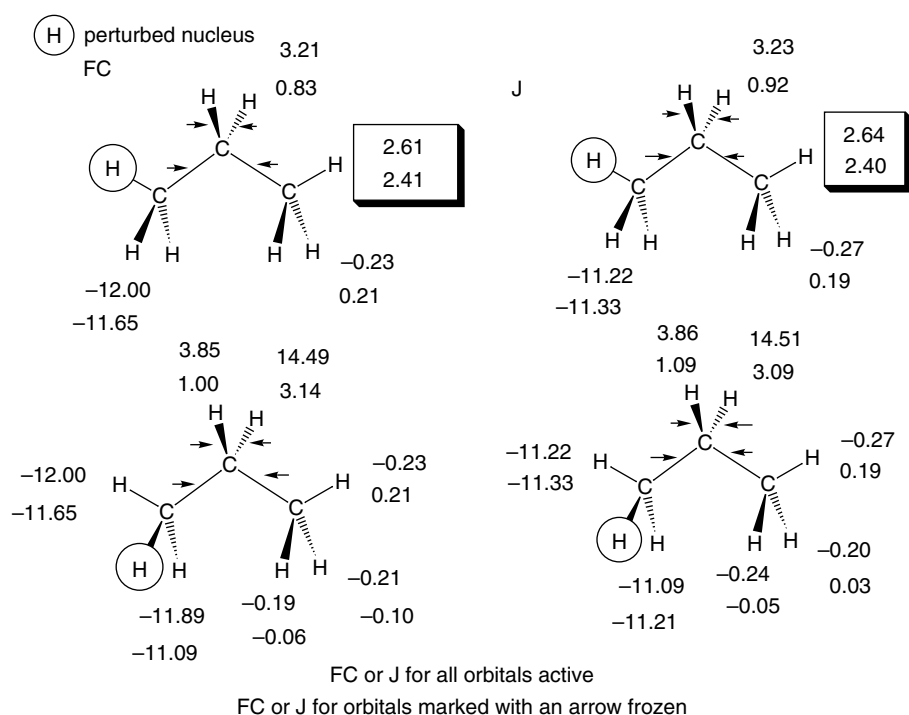 H perturbed nucleus
FC
3.21
0.83
H H
C
H
H
2.61
2.41
C C
H H H H
−0.23
0.21
−12.00
−11.65
J
3.23
0.92
H H
C
H
H
2.64
2.40
C C
H H H H
−0.27
0.19
−11.22
−11.33
3.85 14.49
1.00 3.14
H H
C
−12.00
−11.65
H
H
−0.23
0.21
C C
H H H H
−11.89
−11.09
−0.19
−0.06
−0.21
−0.10
3.86 14.51
1.09 3.09
H H
C
−11.22
−11.33
H
H
−0.27
0.19
C C
H H H H
−11.09
−11.21
−0.24
−0.05
−0.20
0.03
FC or J for all orbitals active
FC or J for orbitals marked with an arrow frozen